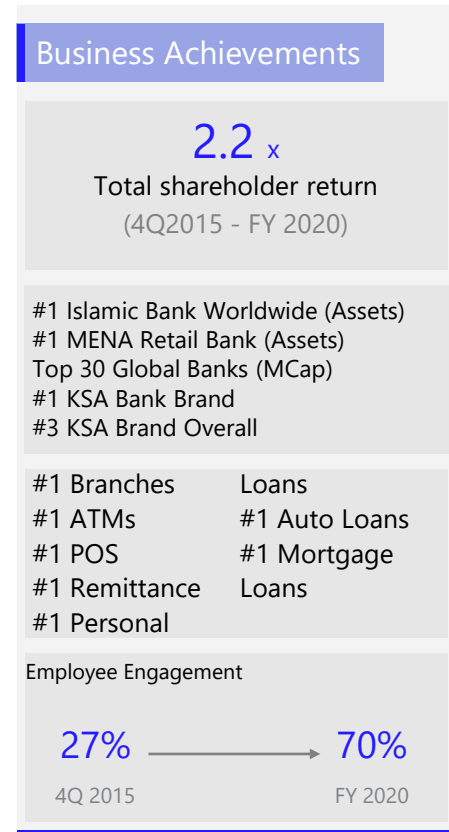 Business Achievements
2.2 x
Total shareholder return
(4Q2015 - FY 2020)
#1 Islamic Bank Worldwide (Assets)
#1 MENA Retail Bank (Assets)
Top 30 Global Banks (MCap)
#1 KSA Bank Brand
#3 KSA Brand Overall
#1 Branches
#1 ATMs
#1 POS
#1 Remittance
#1 Personal
Loans
#1 Auto Loans
#1 Mortgage
Loans
Employee Engagement
27% 70%
4Q 2015 FY 2020